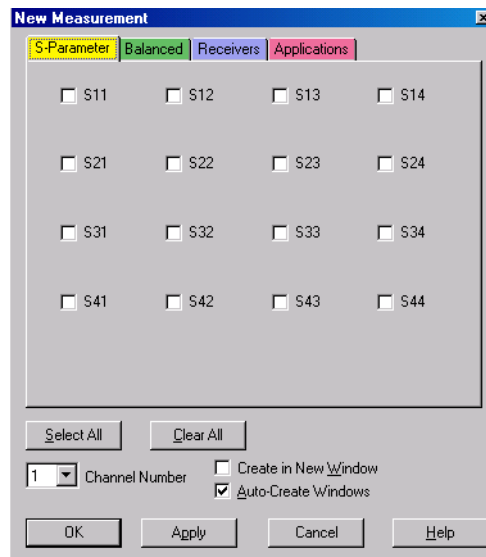 New Measurement
S-Parameter Balanced Receivers Applications
S11 S12 S13 S14
S21 S22 S23 S24
S31 S32 S33 S34
S41 S42 S43 S44
Select All Clear All
Create in New Window
1 Channel Number
Auto-Create Windows
OK Apply Cancel Help